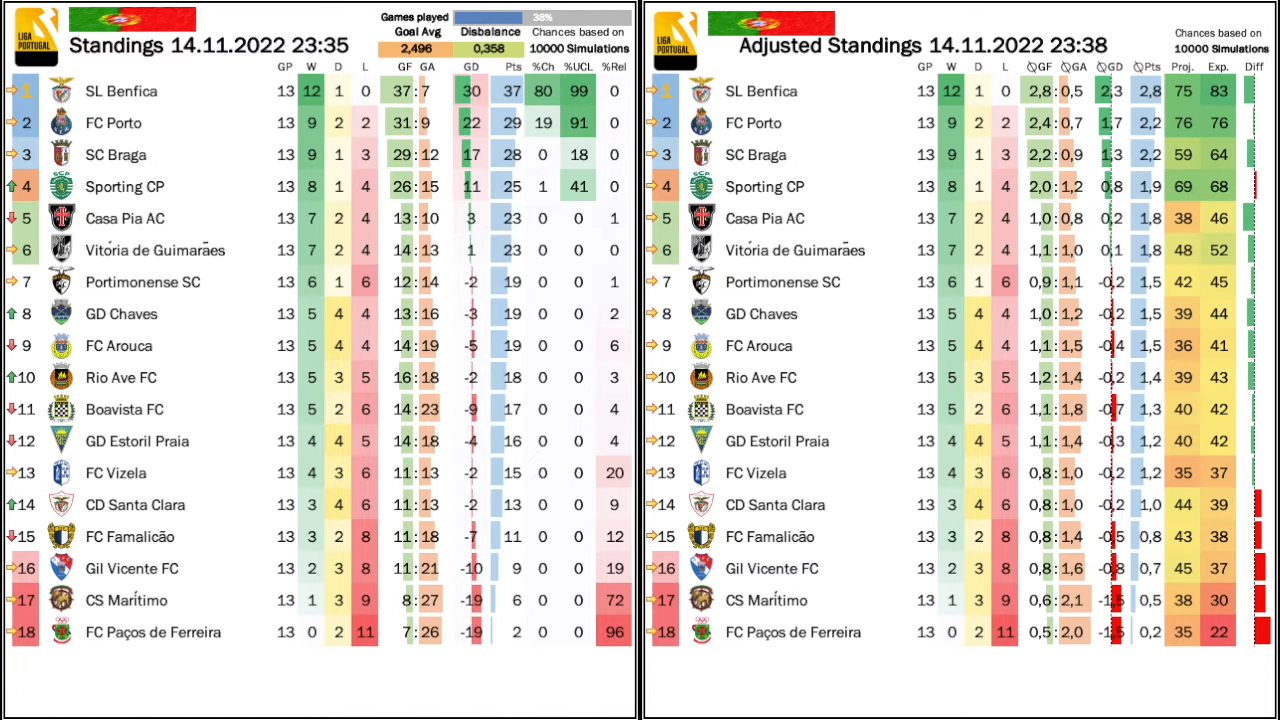 LIGA
PORTUGAL
Standings 14.11.2022 23:35
Games played 38%
Goal Avg Disbalance Chances based on
2,496 0,358 10000 Simulations
GP W D L GF GA GD Pts %Ch %UCL %Rel
1 SL Benfica 13 12 1 0 37:7 30 37 80 99 0
2 FC Porto 13 9 2 2 31:9 22 29 19 91 0
3 SC Braga 13 9 1 3 29:12 17 28 0 18 0
4 Sporting CP 13 8 1 4 26:15 11 25 1 41 0
5 Casa Pia AC 13 7 2 4 13:10 3 23 0 0 1
6 Vitória de Guimarães 13 7 2 4 14:13 1 23 0 0 0
7 Portimonense SC 13 6 1 6 12:14 -2 19 0 0 1
8 GD Chaves 13 5 4 4 13:16 -3 19 0 0 2
9 FC Arouca 13 5 4 4 14:19 -5 19 0 0 6
10 Rio Ave FC 13 5 3 5 16:18 -2 18 0 0 3
11 Boavista FC 13 5 2 6 14:23 -9 17 0 0 4
12 GD Estoril Praia 13 4 4 5 14:18 -4 16 0 0 4
13 FC Vizela 13 4 3 6 11:13 -2 15 0 0 20
14 CD Santa Clara 13 3 4 6 11:13 -2 13 0 0 9
15 FC Famalicão 13 3 2 8 11:18 -7 11 0 0 12
16 Gil Vicente FC 13 2 3 8 11:21 -10 9 0 0 19
17 CS Marítimo 13 1 3 9 8:27 -19 6 0 0 72
18 FC Paços de Ferreira 13 0 2 11 7:26 -19 2 0 0 96
LIGA
PORTUGAL
Adjusted Standings 14.11.2022 23:38
Chances based on
10000 Simulations
GP W D L ∅GF ∅GA ∅GD ∅Pts Proj. Exp. Diff
1 SL Benfica 13 12 1 0 2,8:0,5 2,3 2,8 75 83
2 FC Porto 13 9 2 2 2,4:0,7 1,7 2,2 76 76
3 SC Braga 13 9 1 3 2,2:0,9 1,3 2,2 59 64
4 Sporting CP 13 8 1 4 2,0:1,2 0,8 1,9 69 68
5 Casa Pia AC 13 7 2 4 1,0:0,8 0,2 1,8 38 46
6 Vitória de Guimarães 13 7 2 4 1,1:1,0 0,1 1,8 48 52
7 Portimonense SC 13 6 1 6 0,9:1,1 -0,2 1,5 42 45
8 GD Chaves 13 5 4 4 1,0:1,2 -0,2 1,5 39 44
9 FC Arouca 13 5 4 4 1,1:1,5 -0,4 1,5 36 41
10 Rio Ave FC 13 5 3 5 1,2:1,4 -0,2 1,4 39 43
11 Boavista FC 13 5 2 6 1,1:1,8 -0,7 1,3 40 42
12 GD Estoril Praia 13 4 4 5 1,1:1,4 -0,3 1,2 40 42
13 FC Vizela 13 4 3 6 0,8:1,0 -0,2 1,2 35 37
14 CD Santa Clara 13 3 4 6 0,8:1,0 -0,2 1,0 44 39
15 FC Famalicão 13 3 2 8 0,8:1,4 -0,5 0,8 43 38
16 Gil Vicente FC 13 2 3 8 0,8:1,6 -0,8 0,7 45 37
17 CS Marítimo 13 1 3 9 0,6:2,1 -1,5 0,5 38 30
18 FC Paços de Ferreira 13 0 2 11 0,5:2,0 -1,5 0,2 35 22